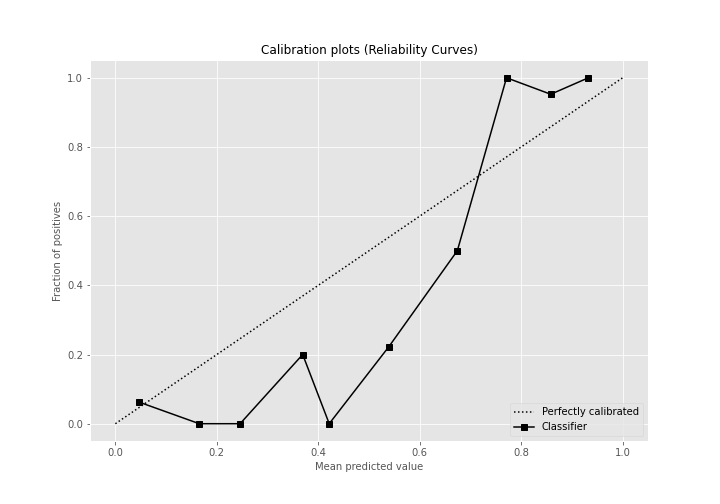 Calibration plots (Reliability Curves)
1.0
0.8
0.6
0.4
0.2
0.0
Fraction of positives
0.0 0.2 0.4 0.6 0.8 1.0
Mean predicted value
Perfectly calibrated
Classifier